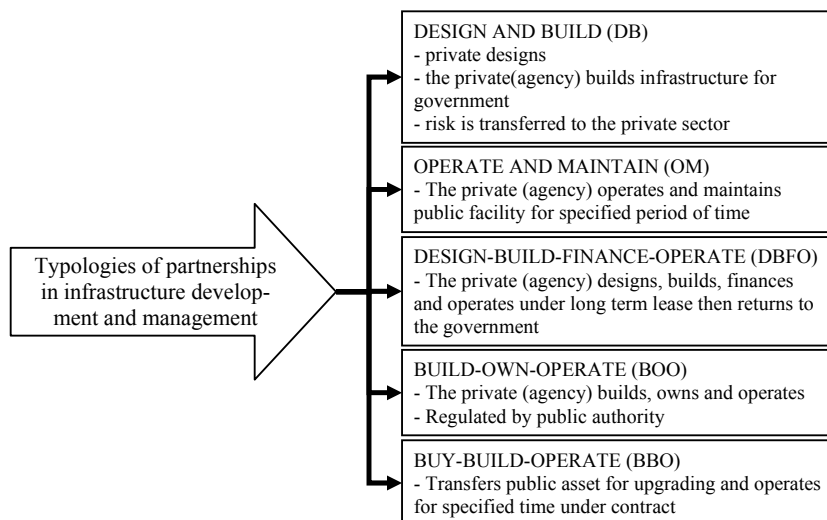 Typologies of partnerships
in infrastructure develop-
ment and management
DESIGN AND BUILD (DB)
- private designs
- the private(agency) builds infrastructure for
government
- risk is transferred to the private sector
OPERATE AND MAINTAIN (OM)
- The private (agency) operates and maintains
public facility for specified period of time
DESIGN-BUILD-FINANCE-OPERATE (DBFO)
- The private (agency) designs, builds, finances
and operates under long term lease then returns to
the government
BUILD-OWN-OPERATE (BOO)
- The private (agency) builds, owns and operates
- Regulated by public authority
BUY-BUILD-OPERATE (BBO)
- Transfers public asset for upgrading and operates
for specified time under contract